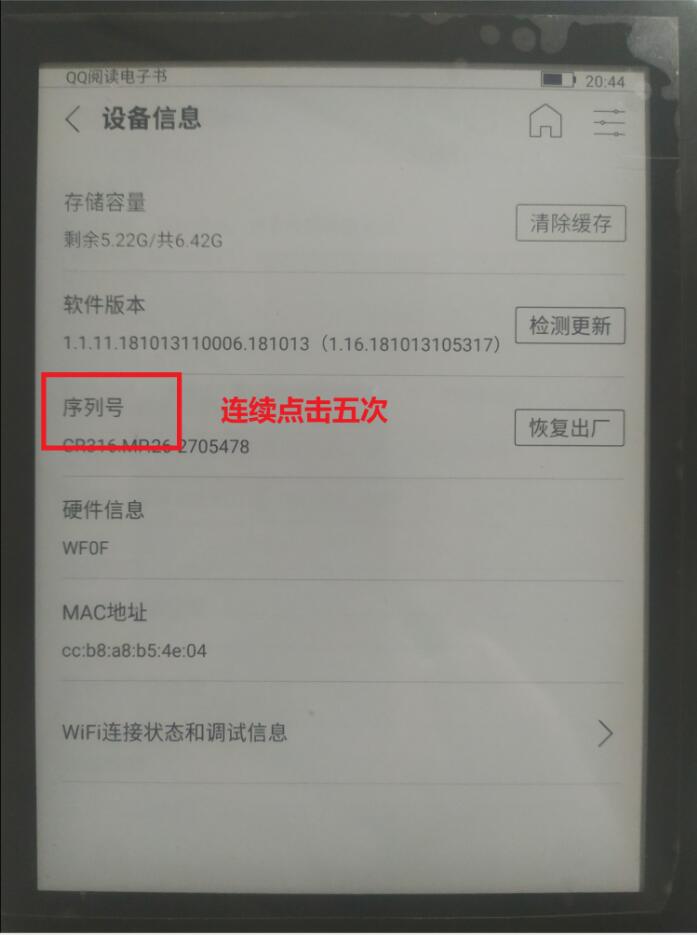 QQ阅读电子书 20:44
设备信息
存储容量
剩余5.22G/共6.42G
清除缓存
软件版本
1.1.11.181013110006.181013（1.16.181013105317）
检测更新
序列号
连续点击五次
CR316 2705478
恢复出厂
硬件信息
WF0F
MAC地址
cc:b8:a8:b5:4e:04
WiFi连接状态和调试信息